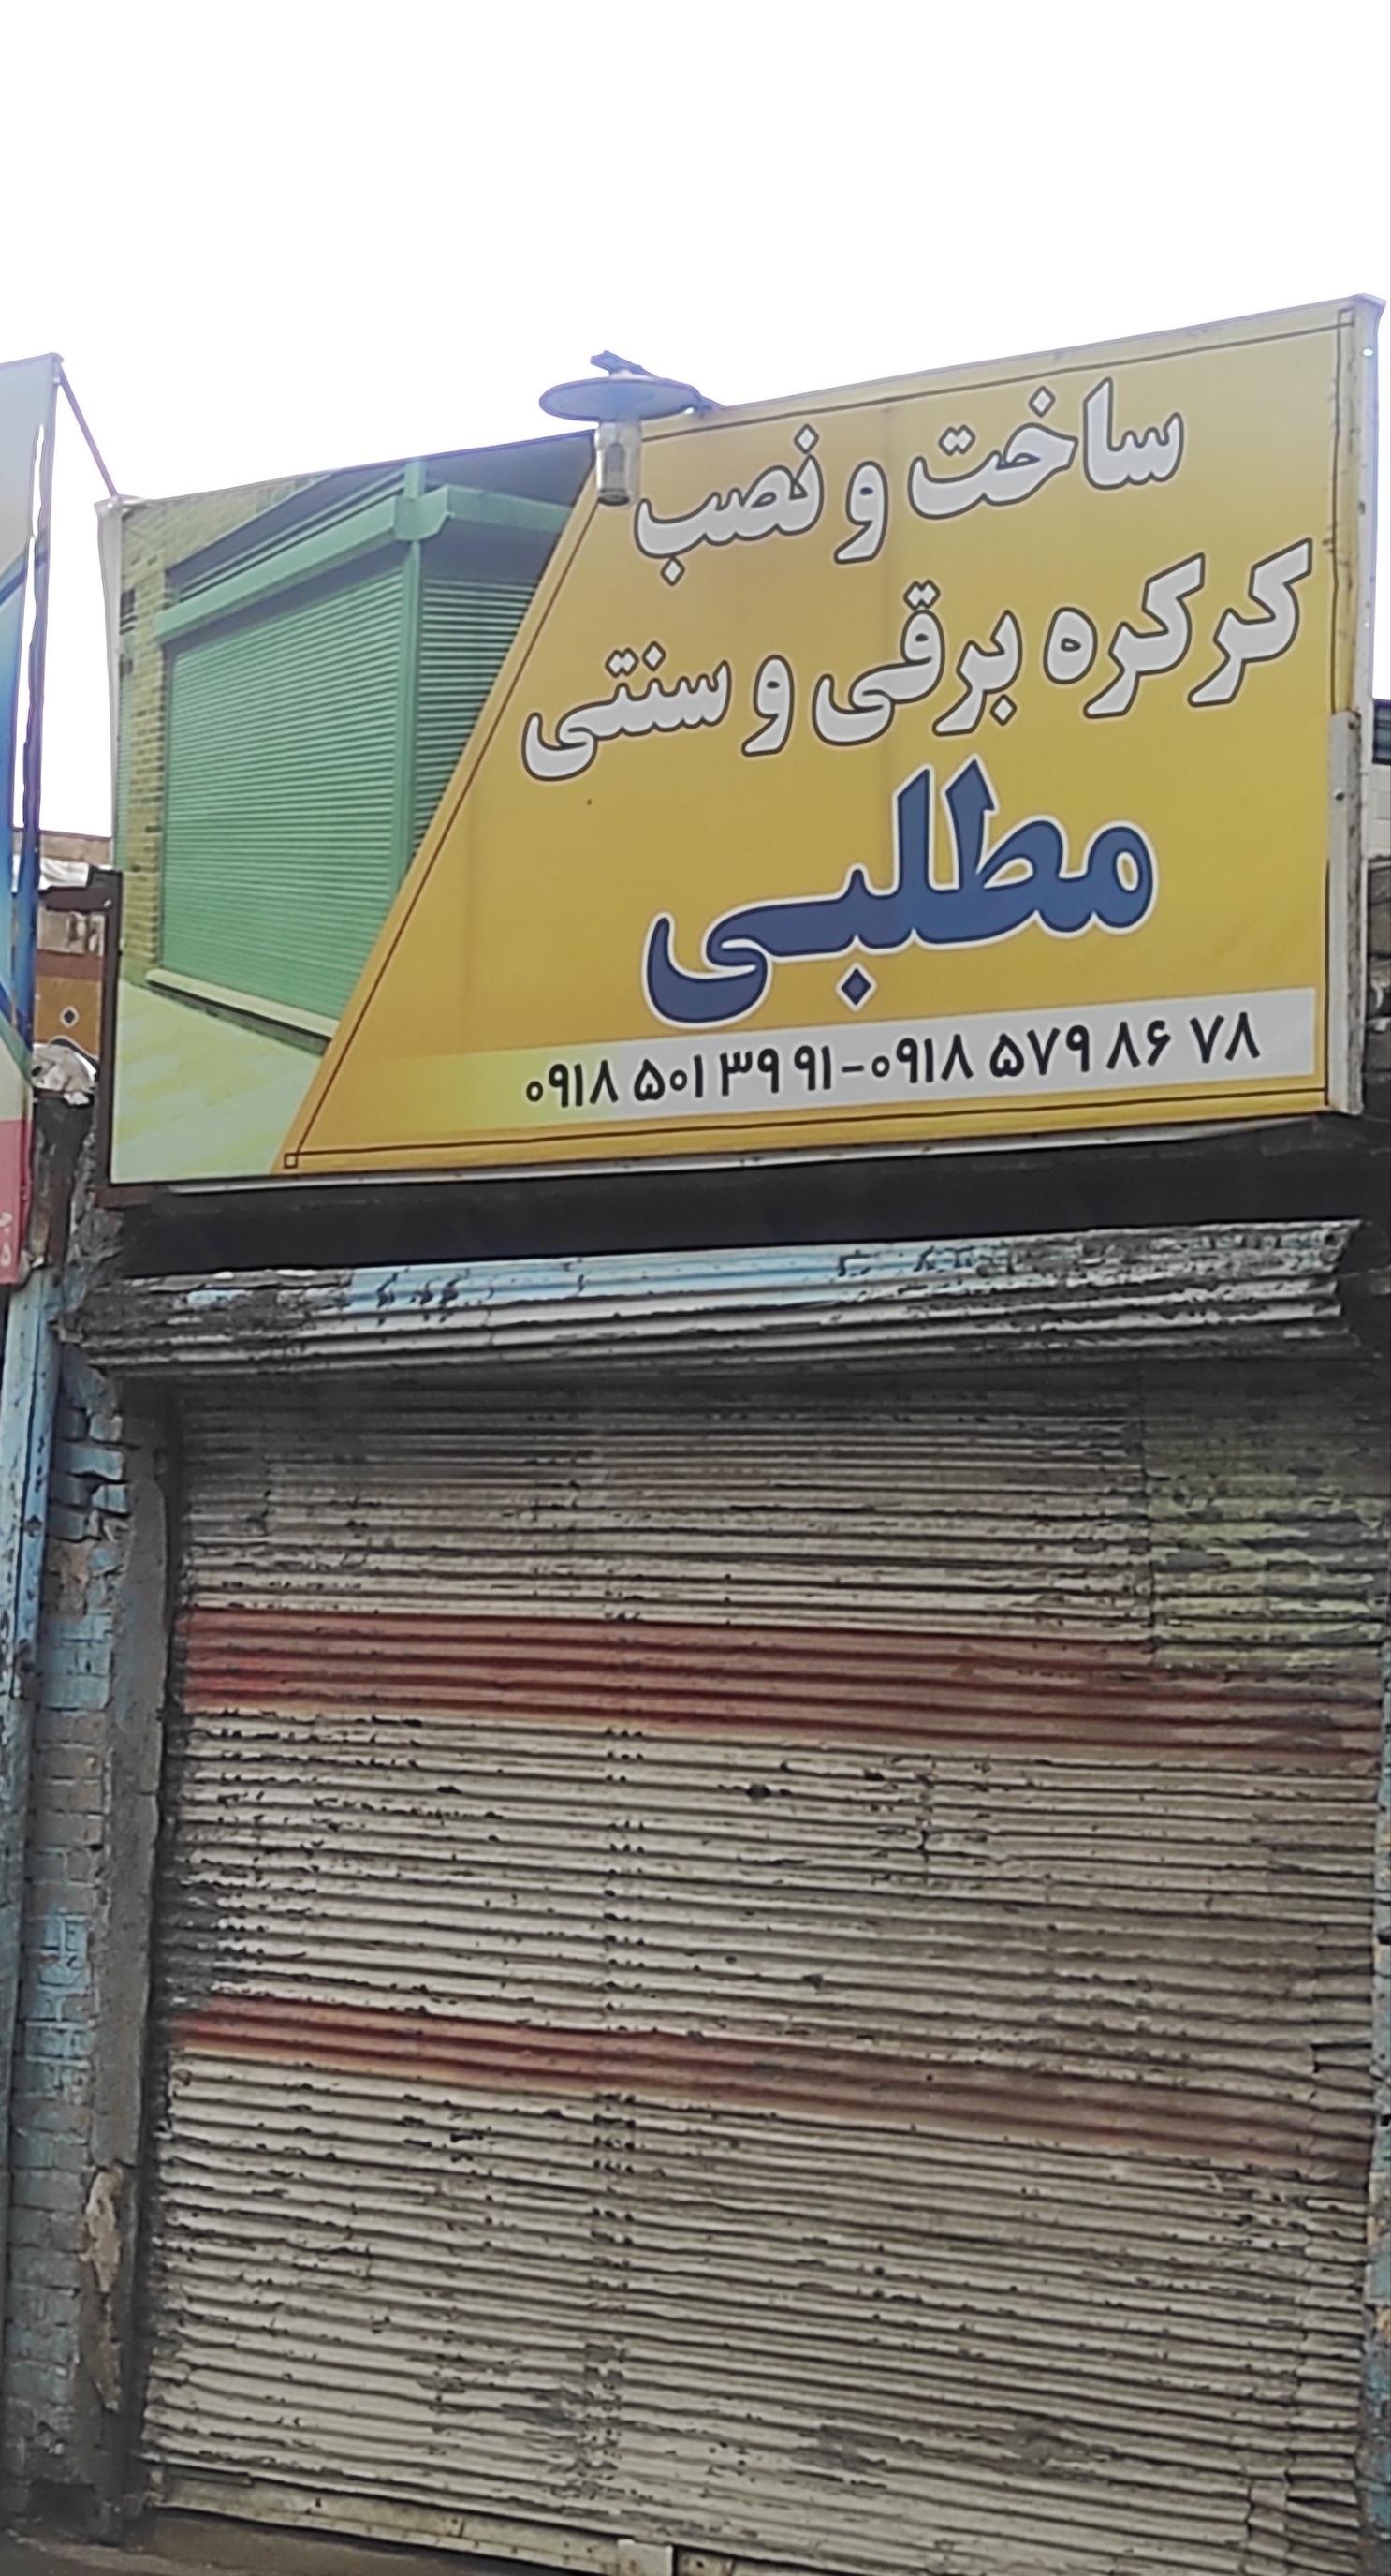 ساخت و نصب
کرکره برقی و سنتی
مطلبی
۰۹۱۸ ۵۰۱ ۳۹ ۹۱-۰۹۱۸ ۵۷۹ ۸۶ ۷۸